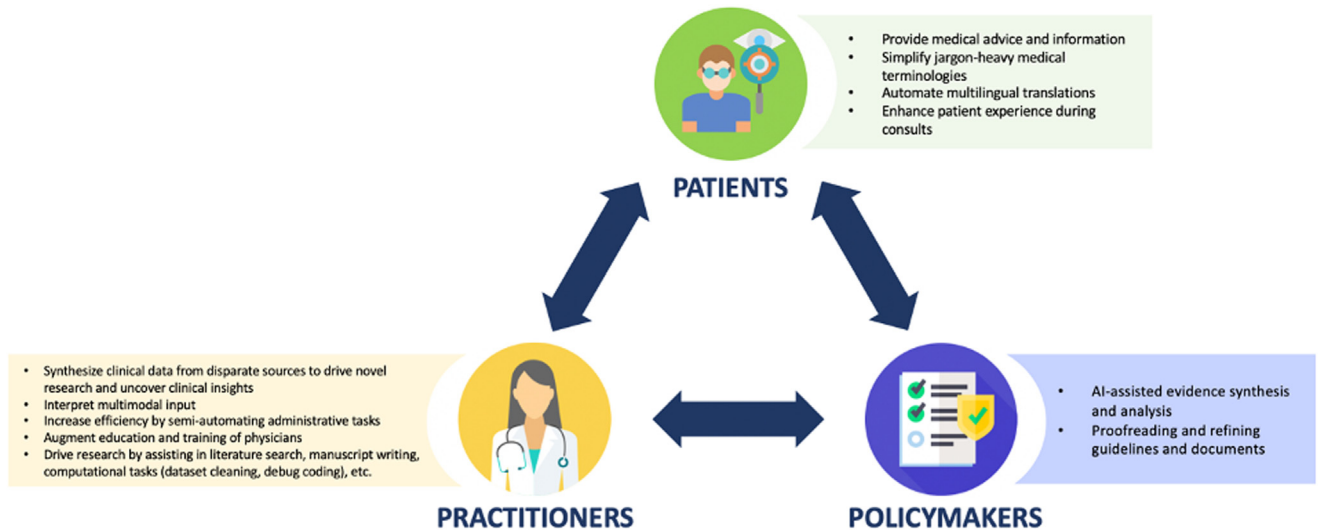 • Provide medical advice and information
• Simplify jargon-heavy medical
terminologies
• Automate multilingual translations
• Enhance patient experience during
consults
PATIENTS
• Synthesize clinical data from disparate sources to drive novel
research and uncover clinical insights
• Interpret multimodal input
• Increase efficiency by semi-automating administrative tasks
• Augment education and training of physicians
• Drive research by assisting in literature search, manuscript writing,
computational tasks (dataset cleaning, debug coding), etc.
PRACTITIONERS
• AI-assisted evidence synthesis
and analysis
• Proofreading and refining
guidelines and documents
POLICYMAKERS